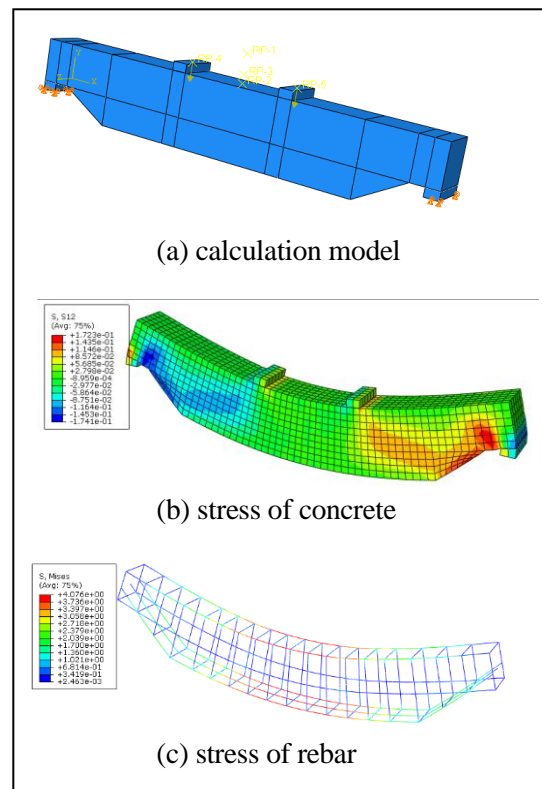 RP-1
RP-4
Y
Z
X
RP-5
(a) calculation model
S, S12
(Avg: 75%)
+1.723e-01
+1.435e-01
+1.146e-01
+8.572e-02
+5.685e-02
+2.798e-02
-8.959e-04
-2.977e-02
-5.864e-02
-8.751e-02
-1.164e-01
-1.453e-01
-1.741e-01
(b) stress of concrete
S, Mises
(Avg: 75%)
+4.076e+00
+3.736e+00
+3.397e+00
+3.058e+00
+2.718e+00
+2.379e+00
+2.039e+00
+1.700e+00
+1.360e+00
+1.021e+00
+6.814e-01
+3.419e-01
+2.463e-03
(c) stress of rebar